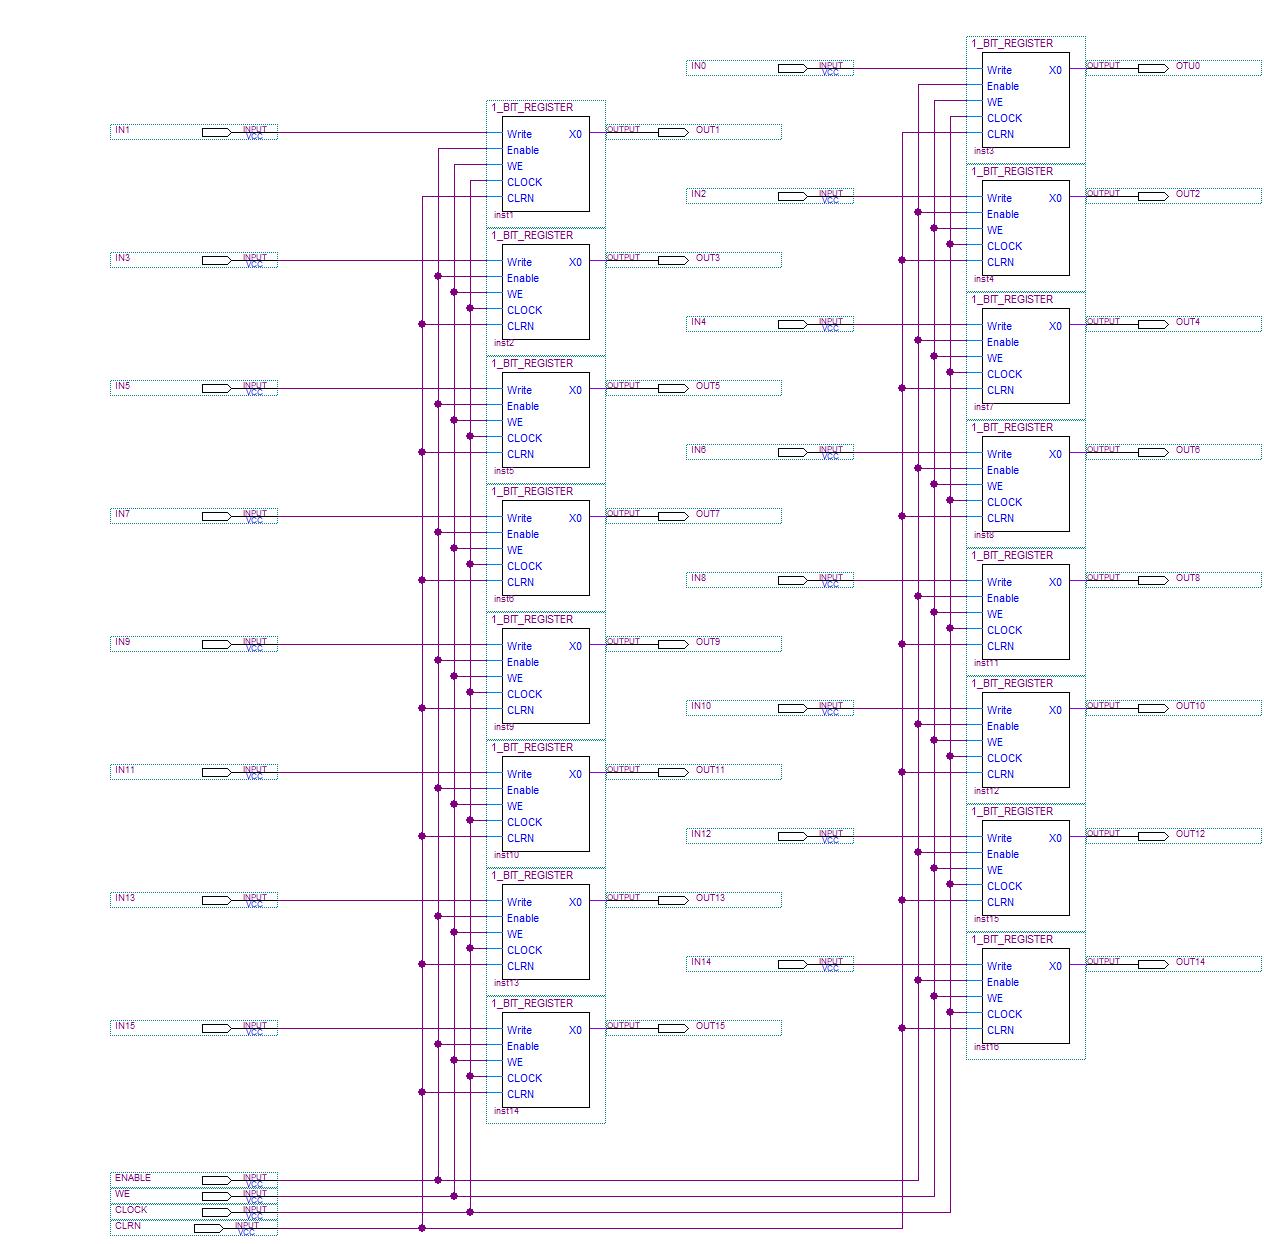 1_BIT_REGISTER
IN0 INPUT VCC Write X0 OUTPUT OTU0
Enable
WE
CLOCK
CLRN
inst3
1_BIT_REGISTER
IN1 INPUT VCC Write X0 OUTPUT OUT1
Enable
WE
CLOCK
CLRN
inst1
1_BIT_REGISTER
IN2 INPUT VCC Write X0 OUTPUT OUT2
Enable
WE
CLOCK
CLRN
inst4
1_BIT_REGISTER
IN3 INPUT VCC Write X0 OUTPUT OUT3
Enable
WE
CLOCK
CLRN
inst2
1_BIT_REGISTER
IN4 INPUT VCC Write X0 OUTPUT OUT4
Enable
WE
CLOCK
CLRN
inst7
1_BIT_REGISTER
IN5 INPUT VCC Write X0 OUTPUT OUT5
Enable
WE
CLOCK
CLRN
inst5
1_BIT_REGISTER
IN6 INPUT VCC Write X0 OUTPUT OUT6
Enable
WE
CLOCK
CLRN
inst8
1_BIT_REGISTER
IN7 INPUT VCC Write X0 OUTPUT OUT7
Enable
WE
CLOCK
CLRN
inst6
1_BIT_REGISTER
IN8 INPUT VCC Write X0 OUTPUT OUT8
Enable
WE
CLOCK
CLRN
inst11
1_BIT_REGISTER
IN9 INPUT VCC Write X0 OUTPUT OUT9
Enable
WE
CLOCK
CLRN
inst9
1_BIT_REGISTER
IN10 INPUT VCC Write X0 OUTPUT OUT10
Enable
WE
CLOCK
CLRN
inst12
1_BIT_REGISTER
IN11 INPUT VCC Write X0 OUTPUT OUT11
Enable
WE
CLOCK
CLRN
inst10
1_BIT_REGISTER
IN12 INPUT VCC Write X0 OUTPUT OUT12
Enable
WE
CLOCK
CLRN
inst15
1_BIT_REGISTER
IN13 INPUT VCC Write X0 OUTPUT OUT13
Enable
WE
CLOCK
CLRN
inst13
1_BIT_REGISTER
IN14 INPUT VCC Write X0 OUTPUT OUT14
Enable
WE
CLOCK
CLRN
inst16
1_BIT_REGISTER
IN15 INPUT VCC Write X0 OUTPUT OUT15
Enable
WE
CLOCK
CLRN
inst14
ENABLE INPUT VCC
WE INPUT VCC
CLOCK INPUT VCC
CLRN INPUT VCC